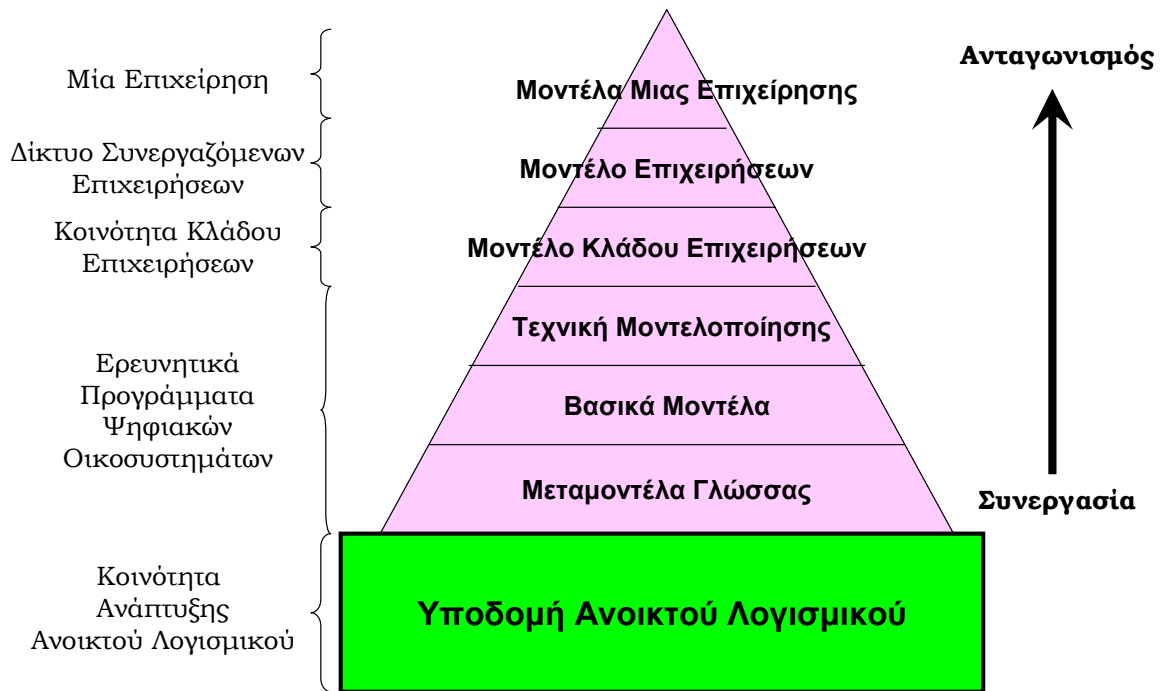 Μία Επιχείρηση
Δίκτυο Συνεργαζόμενων
Επιχειρήσεων
Κοινότητα Κλάδου
Επιχειρήσεων
Ερευνητικά
Προγράμματα
Ψηφιακών
Οικοσυστημάτων
Κοινότητα
Ανάπτυξης
Ανοικτού Λογισμικού
Μοντέλα Μιας Επιχείρησης
Μοντέλο Επιχειρήσεων
Μοντέλο Κλάδου Επιχειρήσεων
Τεχνική Μοντελοποίησης
Βασικά Μοντέλα
Μεταμοντέλα Γλώσσας
Υποδομή Ανοικτού Λογισμικού
Ανταγωνισμός
Συνεργασία